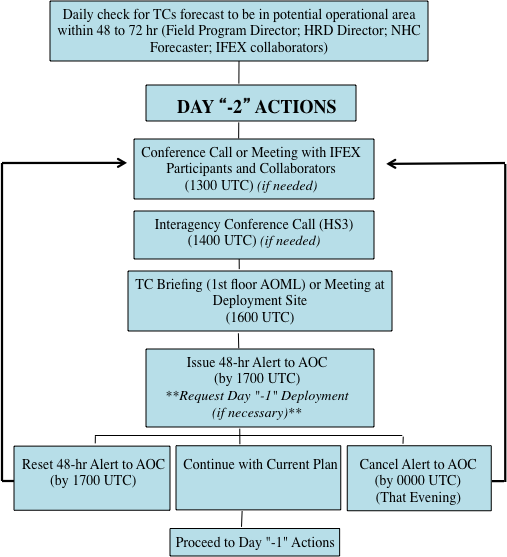 Daily check for TCs forecast to be in potential operational area
within 48 to 72 hr (Field Program Director; HRD Director; NHC
Forecaster; IFEX collaborators)
DAY “-2” ACTIONS
Conference Call or Meeting with IFEX
Participants and Collaborators
(1300 UTC) (if needed)
Interagency Conference Call (HS3)
(1400 UTC) (if needed)
TC Briefing (1st floor AOML) or Meeting at
Deployment Site
(1600 UTC)
Issue 48-hr Alert to AOC
(by 1700 UTC)
**Request Day "-1" Deployment
(if necessary)**
Reset 48-hr Alert to AOC
(by 1700 UTC)
Continue with Current Plan
Cancel Alert to AOC
(by 0000 UTC)
(That Evening)
Proceed to Day "-1" Actions